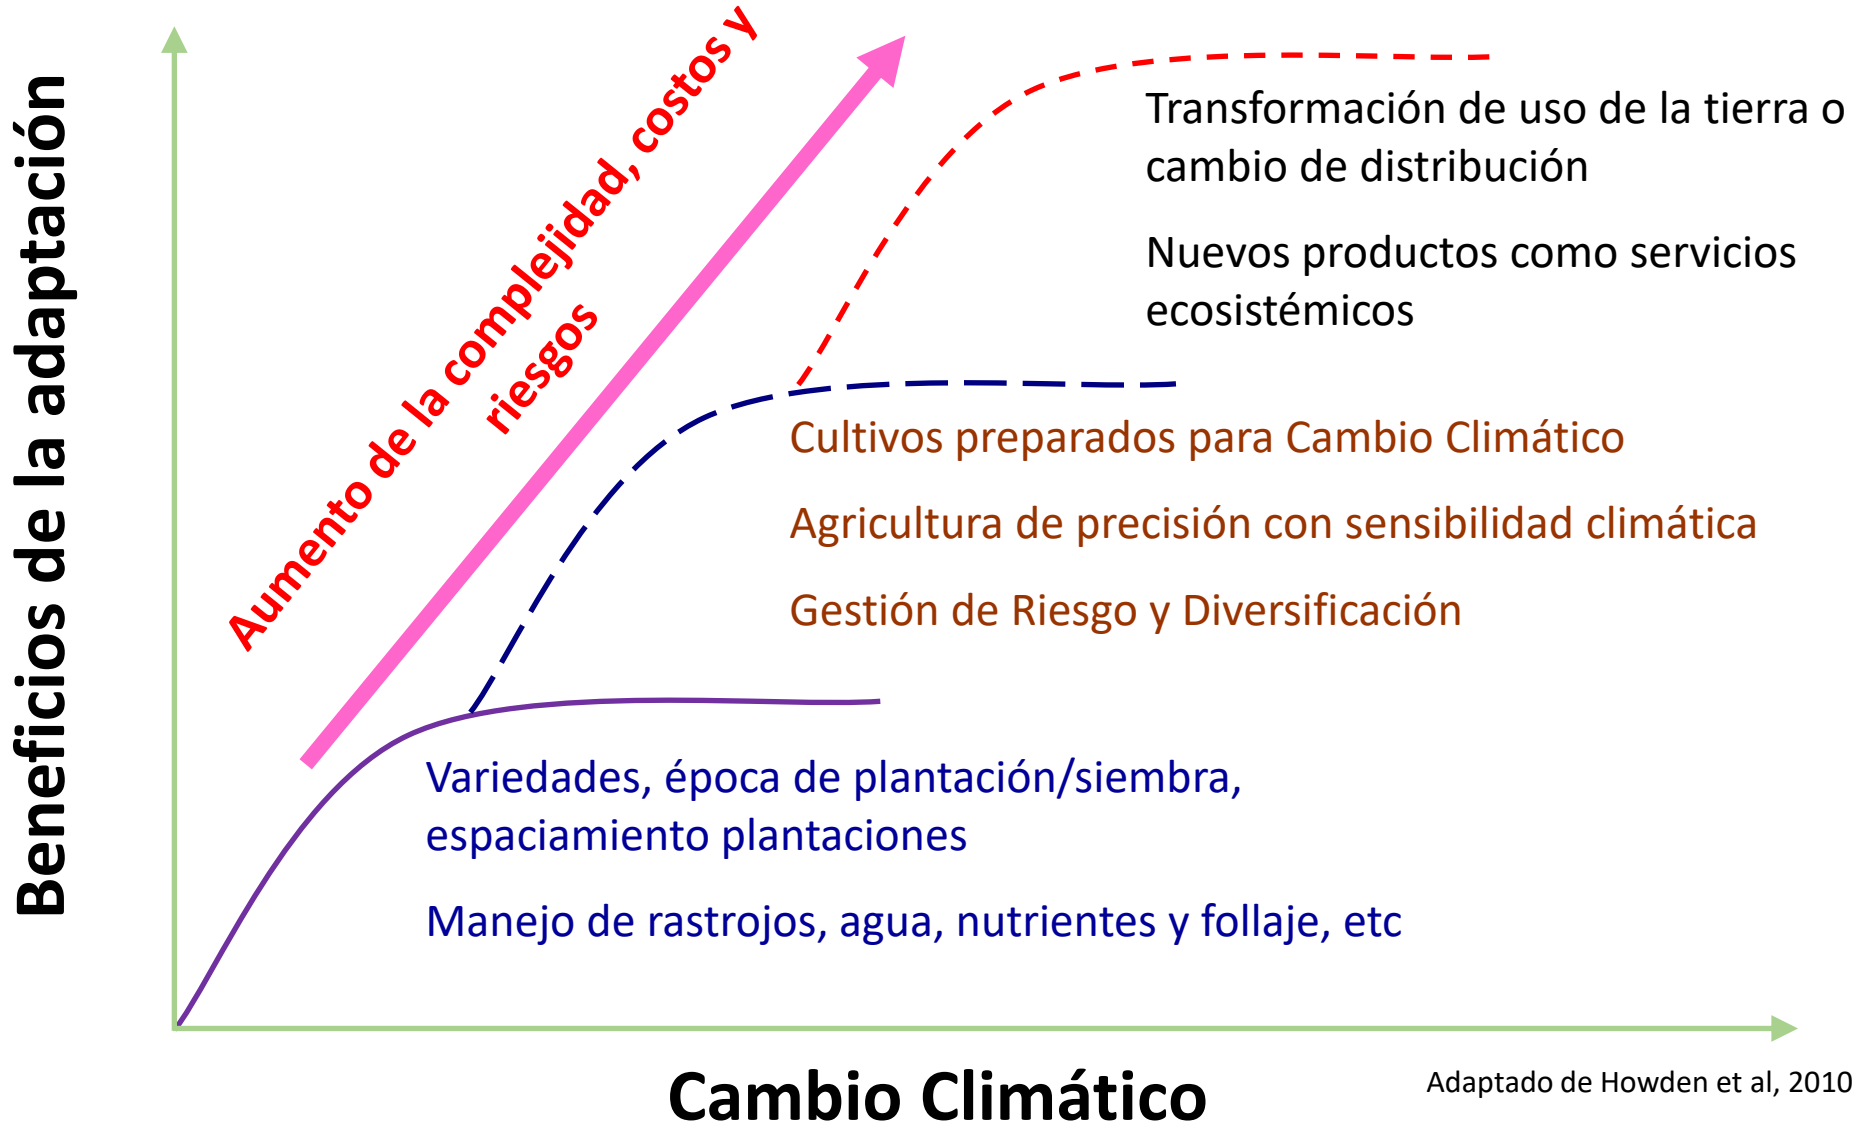 Beneficios de la adaptación
Aumento de la complejidad, costos y
riesgos
Transformación de uso de la tierra o
cambio de distribución
Nuevos productos como servicios
ecosistémicos
Cultivos preparados para Cambio Climático
Agricultura de precisión con sensibilidad climática
Gestión de Riesgo y Diversificación
Variedades, época de plantación/siembra,
espaciamiento plantaciones
Manejo de rastrojos, agua, nutrientes y follaje, etc
Cambio Climático
Adaptado de Howden et al, 2010